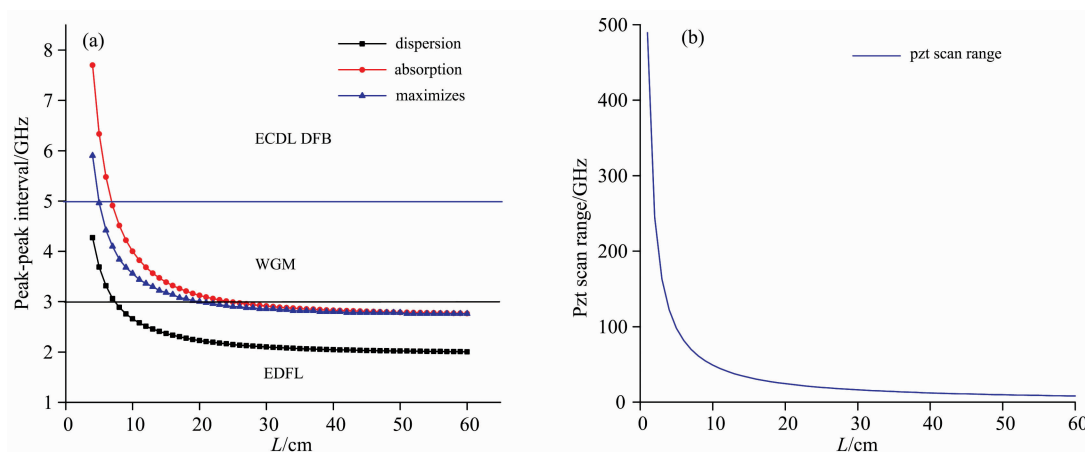 (a)
dispersion
absorption
maximizes
ECDL DFB
WGM
EDFL
Peak-peak interval/GHz
8
7
6
5
4
3
2
1
0 10 20 30 40 50 60
L/cm
(b)
pzt scan range
Pzt scan range/GHz
500
400
300
200
100
0
0 10 20 30 40 50 60
L/cm